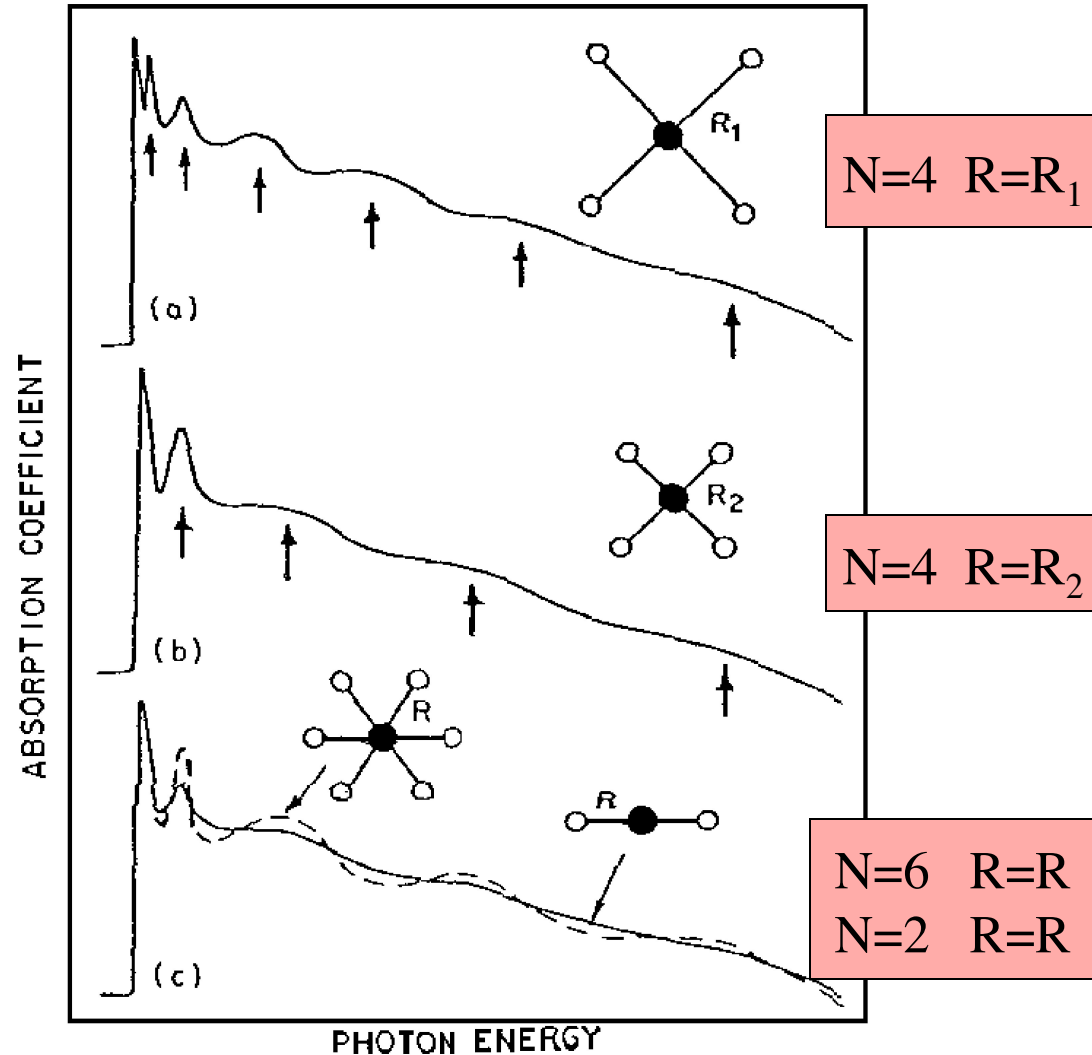 ABSORPTION COEFFICIENT
R₁
N=4 R=R₁
(a)
R₂
N=4 R=R₂
(b)
R
R
N=6 R=R
N=2 R=R
(c)
PHOTON ENERGY